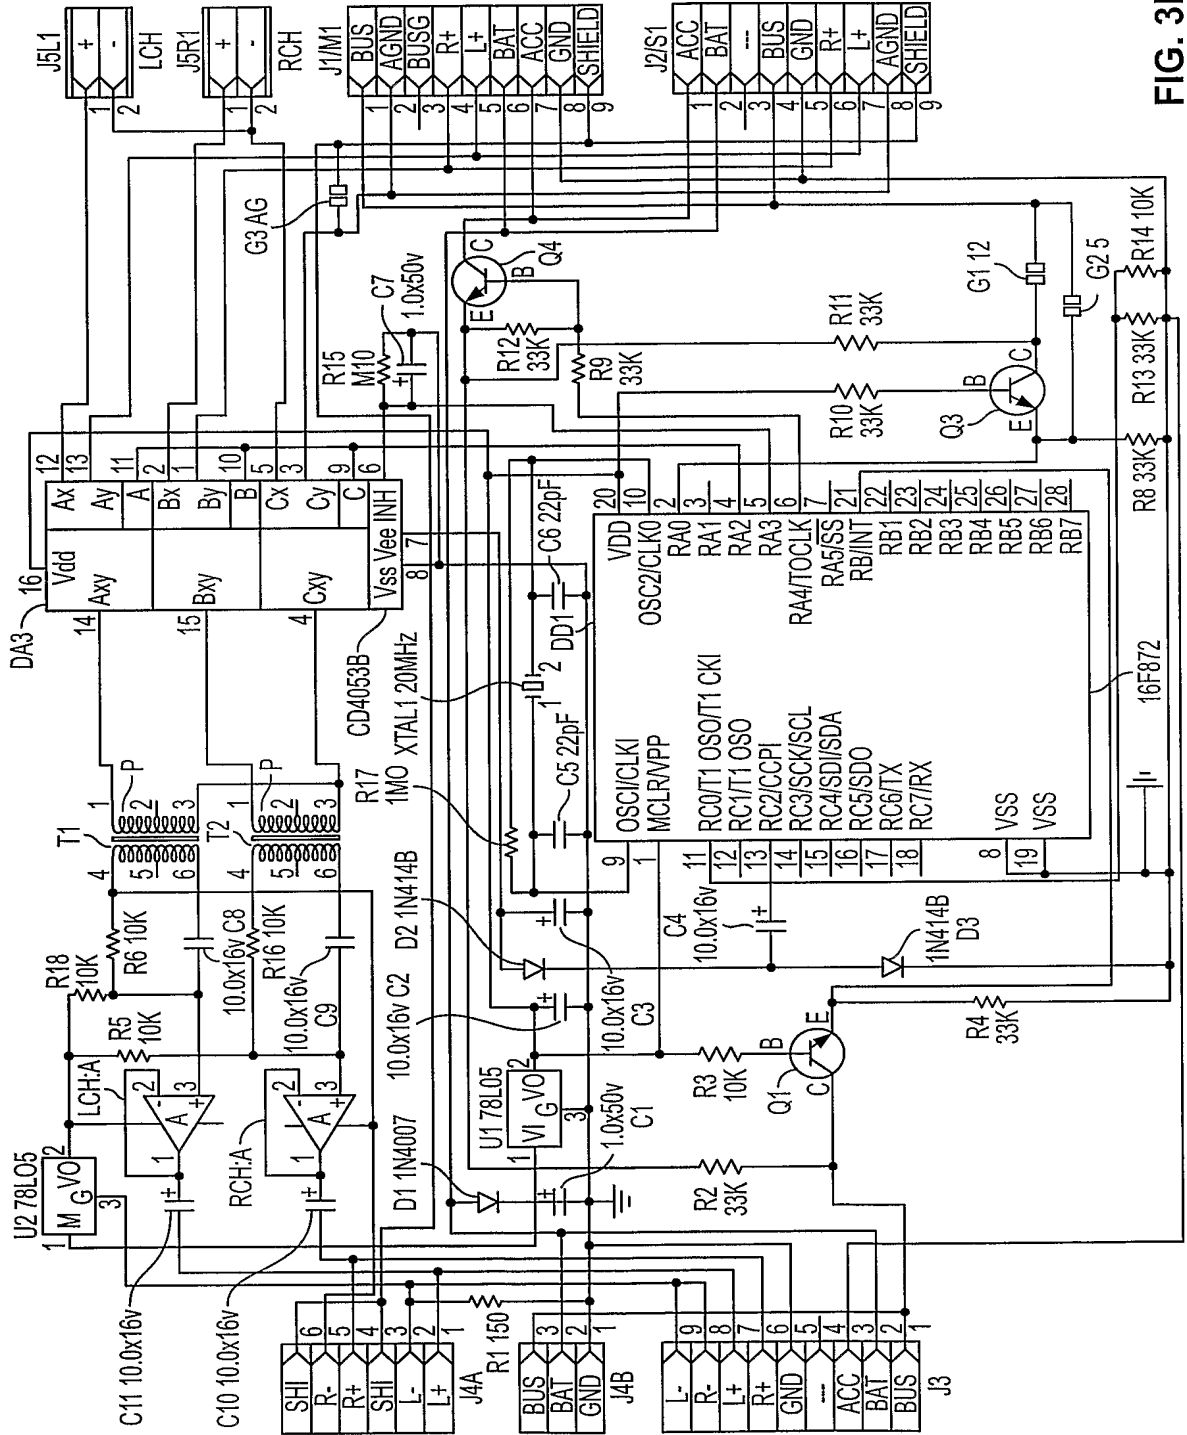 J5L1
+
-
1
2
LCH
J5R1
+
-
1
2
RCH
J1/M1
BUS
AGND
BUSG
R+
L+
BAT
ACC
GND
SHIELD
1
2
3
4
5
6
7
8
9
J2/S1
ACC
BAT
---
BUS
GND
R+
L+
AGND
SHIELD
1
2
3
4
5
6
7
8
9
G3 AG
C
Q4
B
E
C7
1.0x50v
R15
M10
R12
33K
R9
33K
R11
33K
R10
33K
G1 12
G2 5
B
C
Q3
E
R14 10K
R13 33K
R8 33K
DA3
16
Vdd
12
13
11
2
1
10
5
3
9
6
Ax
Ay
A
Bx
By
B
Cx
Cy
C
INH
Axy
Bxy
Cxy
Vss
Vee
14
15
4
8
7
CD4053B
XTAL1 20MHz
1
2
C6 22pF
C5 22pF
R17
1MO
DD1
20
10
2
3
4
5
6
7
21
22
23
24
25
26
27
28
VDD
OSC2/CLK0
RA0
RA1
RA2
RA3
RA4/TOCLK
RA5/SS
RB/INT
RB1
RB2
RB3
RB4
RB5
RB6
RB7
OSCI/CLKI
MCLR/VPP
RC0/T1 OSO/T1 CKI
RC1/T1 OSO
RC2/CCPI
RC3/SCK/SCL
RC4/SDI/SDA
RC5/SDO
RC6/TX
RC7/RX
VSS
VSS
9
1
11
12
13
14
15
16
17
18
8
19
16F872
T1
P
1
2
3
4
5
6
T2
P
1
2
3
4
5
6
R18
10K
R6 10K
R5
10K
10.0x16v C8
R16 10K
10.0x16v
C9
D2 1N414B
10.0x16v C2
10.0x16v
C3
C4
10.0x16v
1N414B
D3
R4
33K
R3
10K
B
E
Q1
C
LCH:A
2
-
A
+
3
1
RCH:A
2
-
A
+
3
1
U2 78LO5
M
G
VO
1
2
3
U1 78L05
VI
G
VO
1
2
3
D1 1N4007
1.0x50v
C1
R2
33K
C11 10.0x16v
C10 10.0x16v
SHI
R-
R+
SHI
L-
L+
6
5
4
3
2
1
J4A
R1 150
BUS
BAT
GND
3
2
1
J4B
L-
R-
L+
R+
GND
---
ACC
BAT
BUS
9
8
7
6
5
4
3
2
1
J3